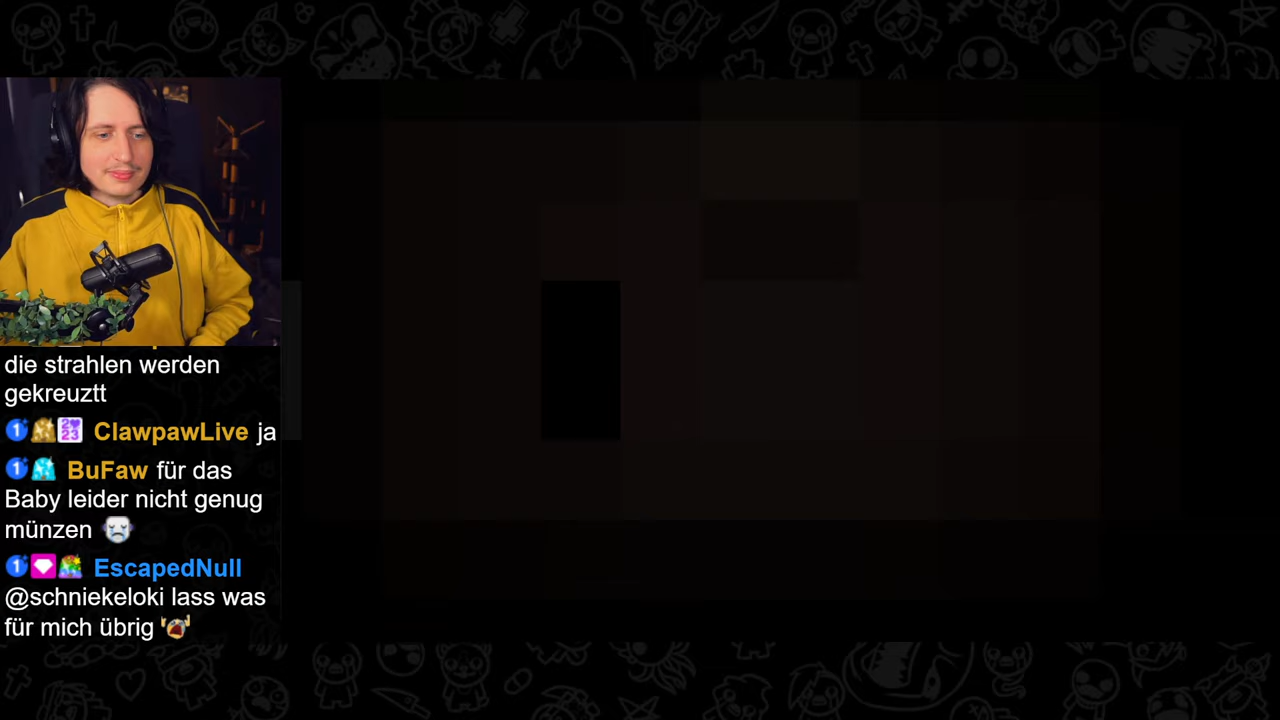 die strahlen werden
gekreuztt
ClawpawLive ja
BuFaw für das
Baby leider nicht genug
münzen
EscapedNull
@schniekeloki lass was
für mich übrig